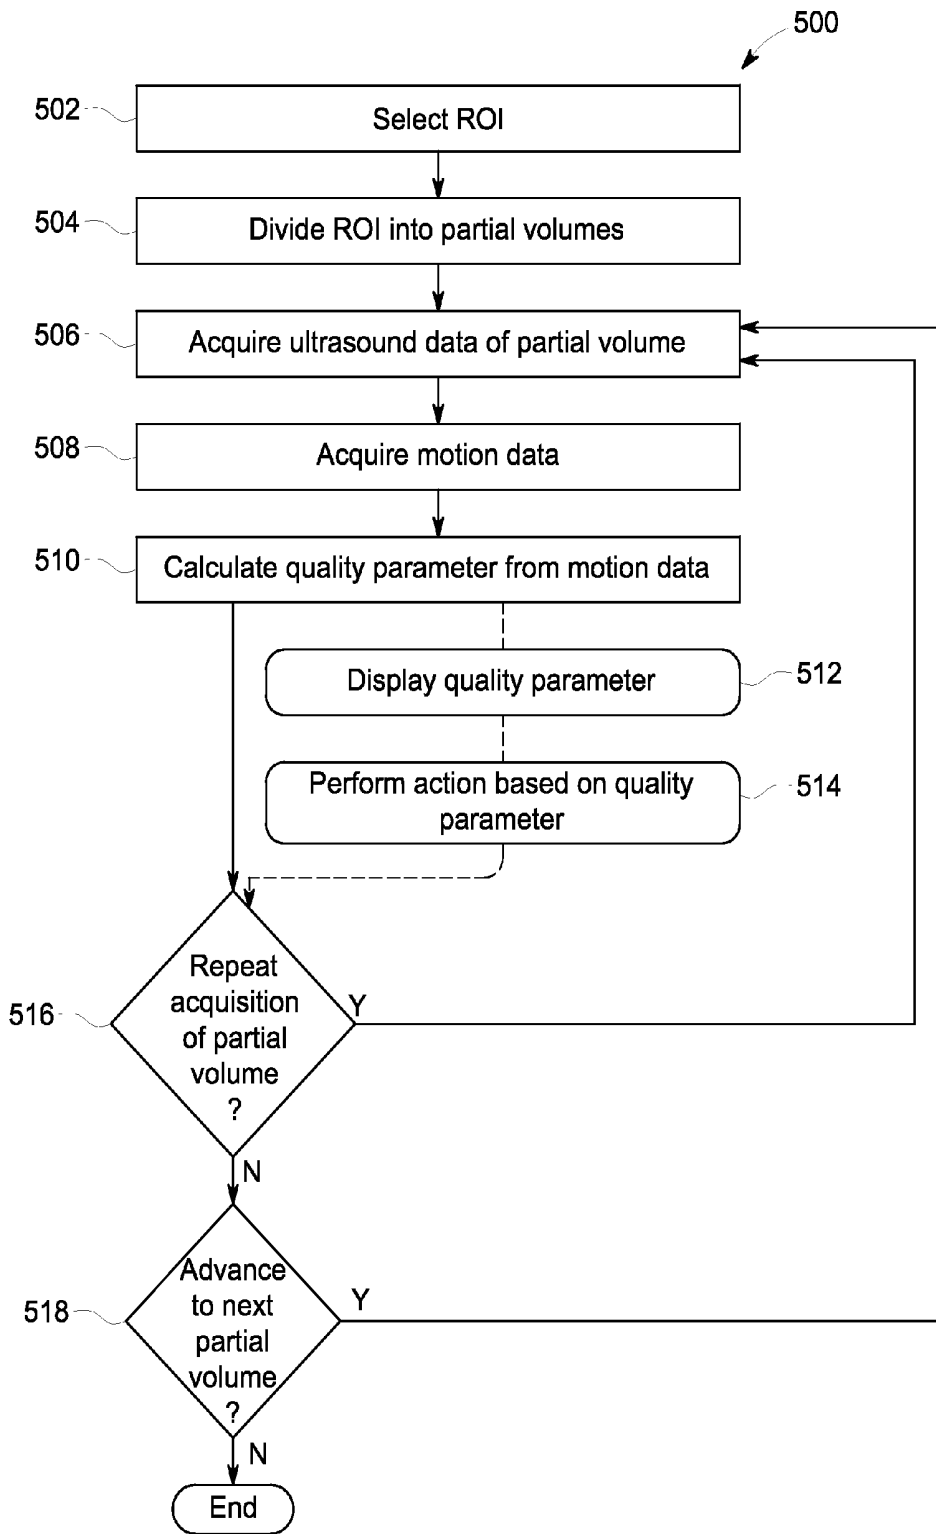 500
502
Select ROI
504
Divide ROI into partial volumes
506
Acquire ultrasound data of partial volume
508
Acquire motion data
510
Calculate quality parameter from motion data
Display quality parameter
512
Perform action based on quality
parameter
514
516
Repeat
acquisition
of partial
volume
?
Y
N
518
Advance
to next
partial
volume
?
Y
N
End